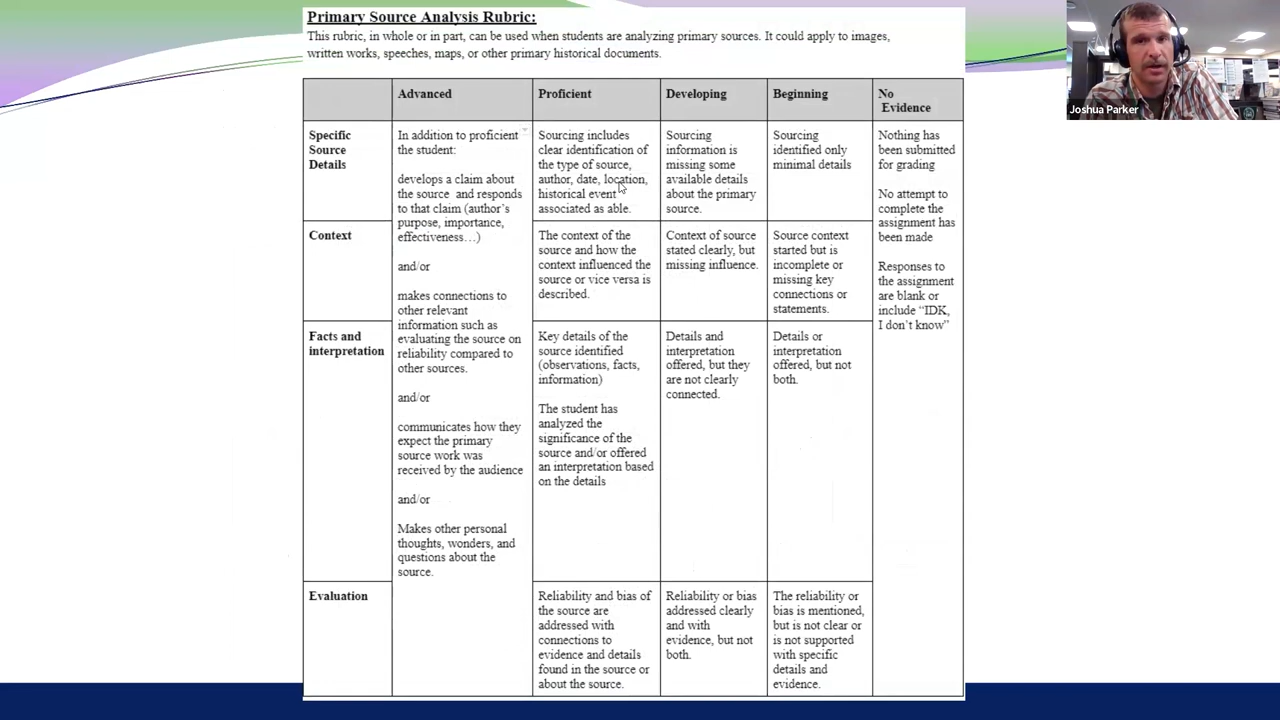 Primary Source Analysis Rubric:
This rubric, in whole or in part, can be used when students are analyzing primary sources. It could apply to images,
written works, speeches, maps, or other primary historical documents.
Advanced
Proficient
Developing
Beginning
No
Evidence
Specific
Source
Details
In addition to proficient
the student:
develops a claim about
the source and responds
to that claim (author's
purpose, importance,
effectiveness…)
and/or
makes connections to
other relevant
information such as
evaluating the source on
reliability compared to
other sources.
and/or
communicates how they
expect the primary
source work was
received by the audience
and/or
Makes other personal
thoughts, wonders, and
questions about the
source.
Sourcing includes
clear identification of
the type of source,
author, date, location,
historical event
associated as able.
Sourcing
information is
missing some
available details
about the primary
source.
Sourcing
identified only
minimal details
Nothing has
been submitted
for grading
No attempt to
complete the
assignment has
been made
Responses to
the assignment
are blank or
include “IDK,
I don’t know”
Context
The context of the
source and how the
context influenced the
source or vice versa is
described.
Context of source
stated clearly, but
missing influence.
Source context
started but is
incomplete or
missing key
connections or
statements.
Facts and
interpretation
Key details of the
source identified
(observations, facts,
information)
The student has
analyzed the
significance of the
source and/or offered
an interpretation based
on the details
Details and
interpretation
offered, but they
are not clearly
connected.
Details or
interpretation
offered, but not
both.
Evaluation
Reliability and bias of
the source are
addressed with
connections to
evidence and details
found in the source or
about the source.
Reliability or bias
addressed clearly
and with
evidence, but not
both.
The reliability or
bias is mentioned,
but is not clear or
is not supported
with specific
details and
evidence.
Joshua Parker